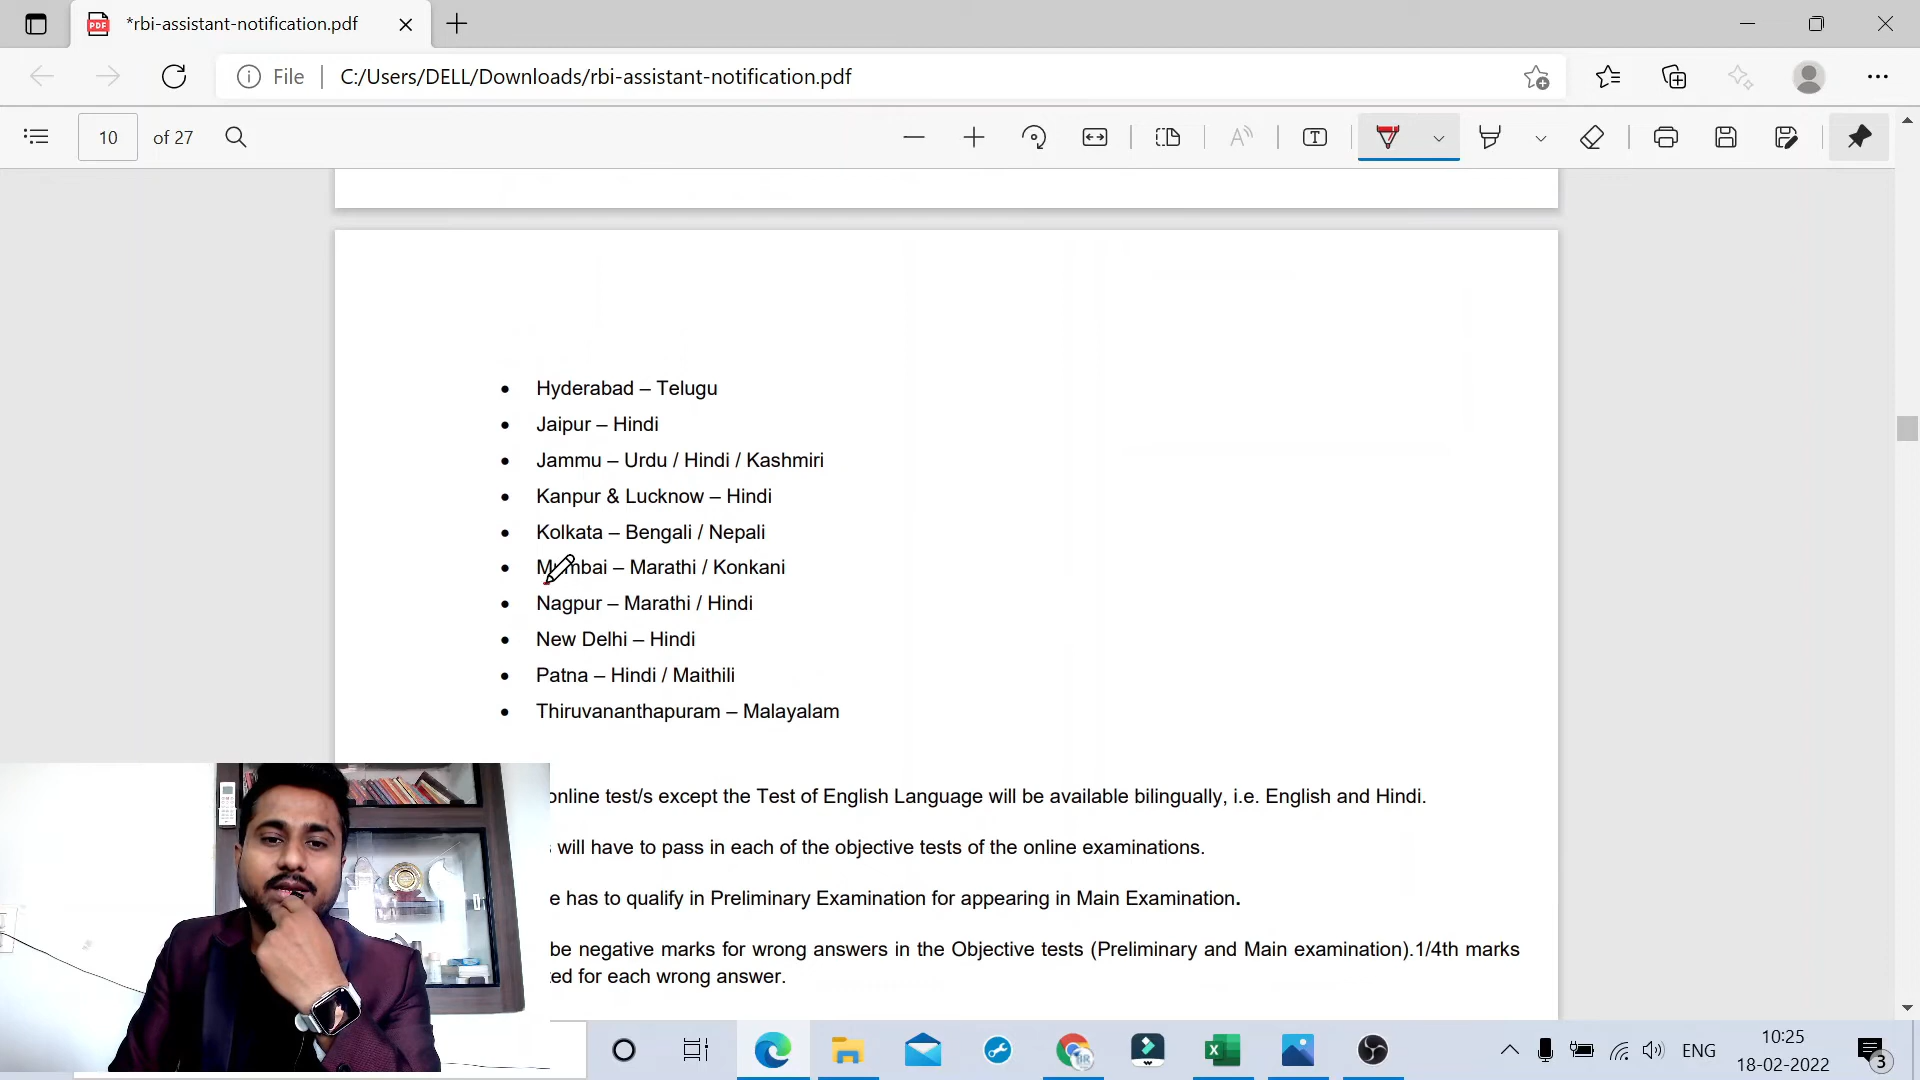 *rbi-assistant-notification.pdf
File
C:/Users/DELL/Downloads/rbi-assistant-notification.pdf
10 of 27
• Hyderabad – Telugu
• Jaipur – Hindi
• Jammu – Urdu / Hindi / Kashmiri
• Kanpur & Lucknow – Hindi
• Kolkata – Bengali / Nepali
• Mumbai – Marathi / Konkani
• Nagpur – Marathi / Hindi
• New Delhi – Hindi
• Patna – Hindi / Maithili
• Thiruvananthapuram – Malayalam
online test/s except the Test of English Language will be available bilingually, i.e. English and Hindi.
will have to pass in each of the objective tests of the online examinations.
has to qualify in Preliminary Examination for appearing in Main Examination.
be negative marks for wrong answers in the Objective tests (Preliminary and Main examination).1/4th marks
for each wrong answer.
ENG
10:25
18-02-2022
3